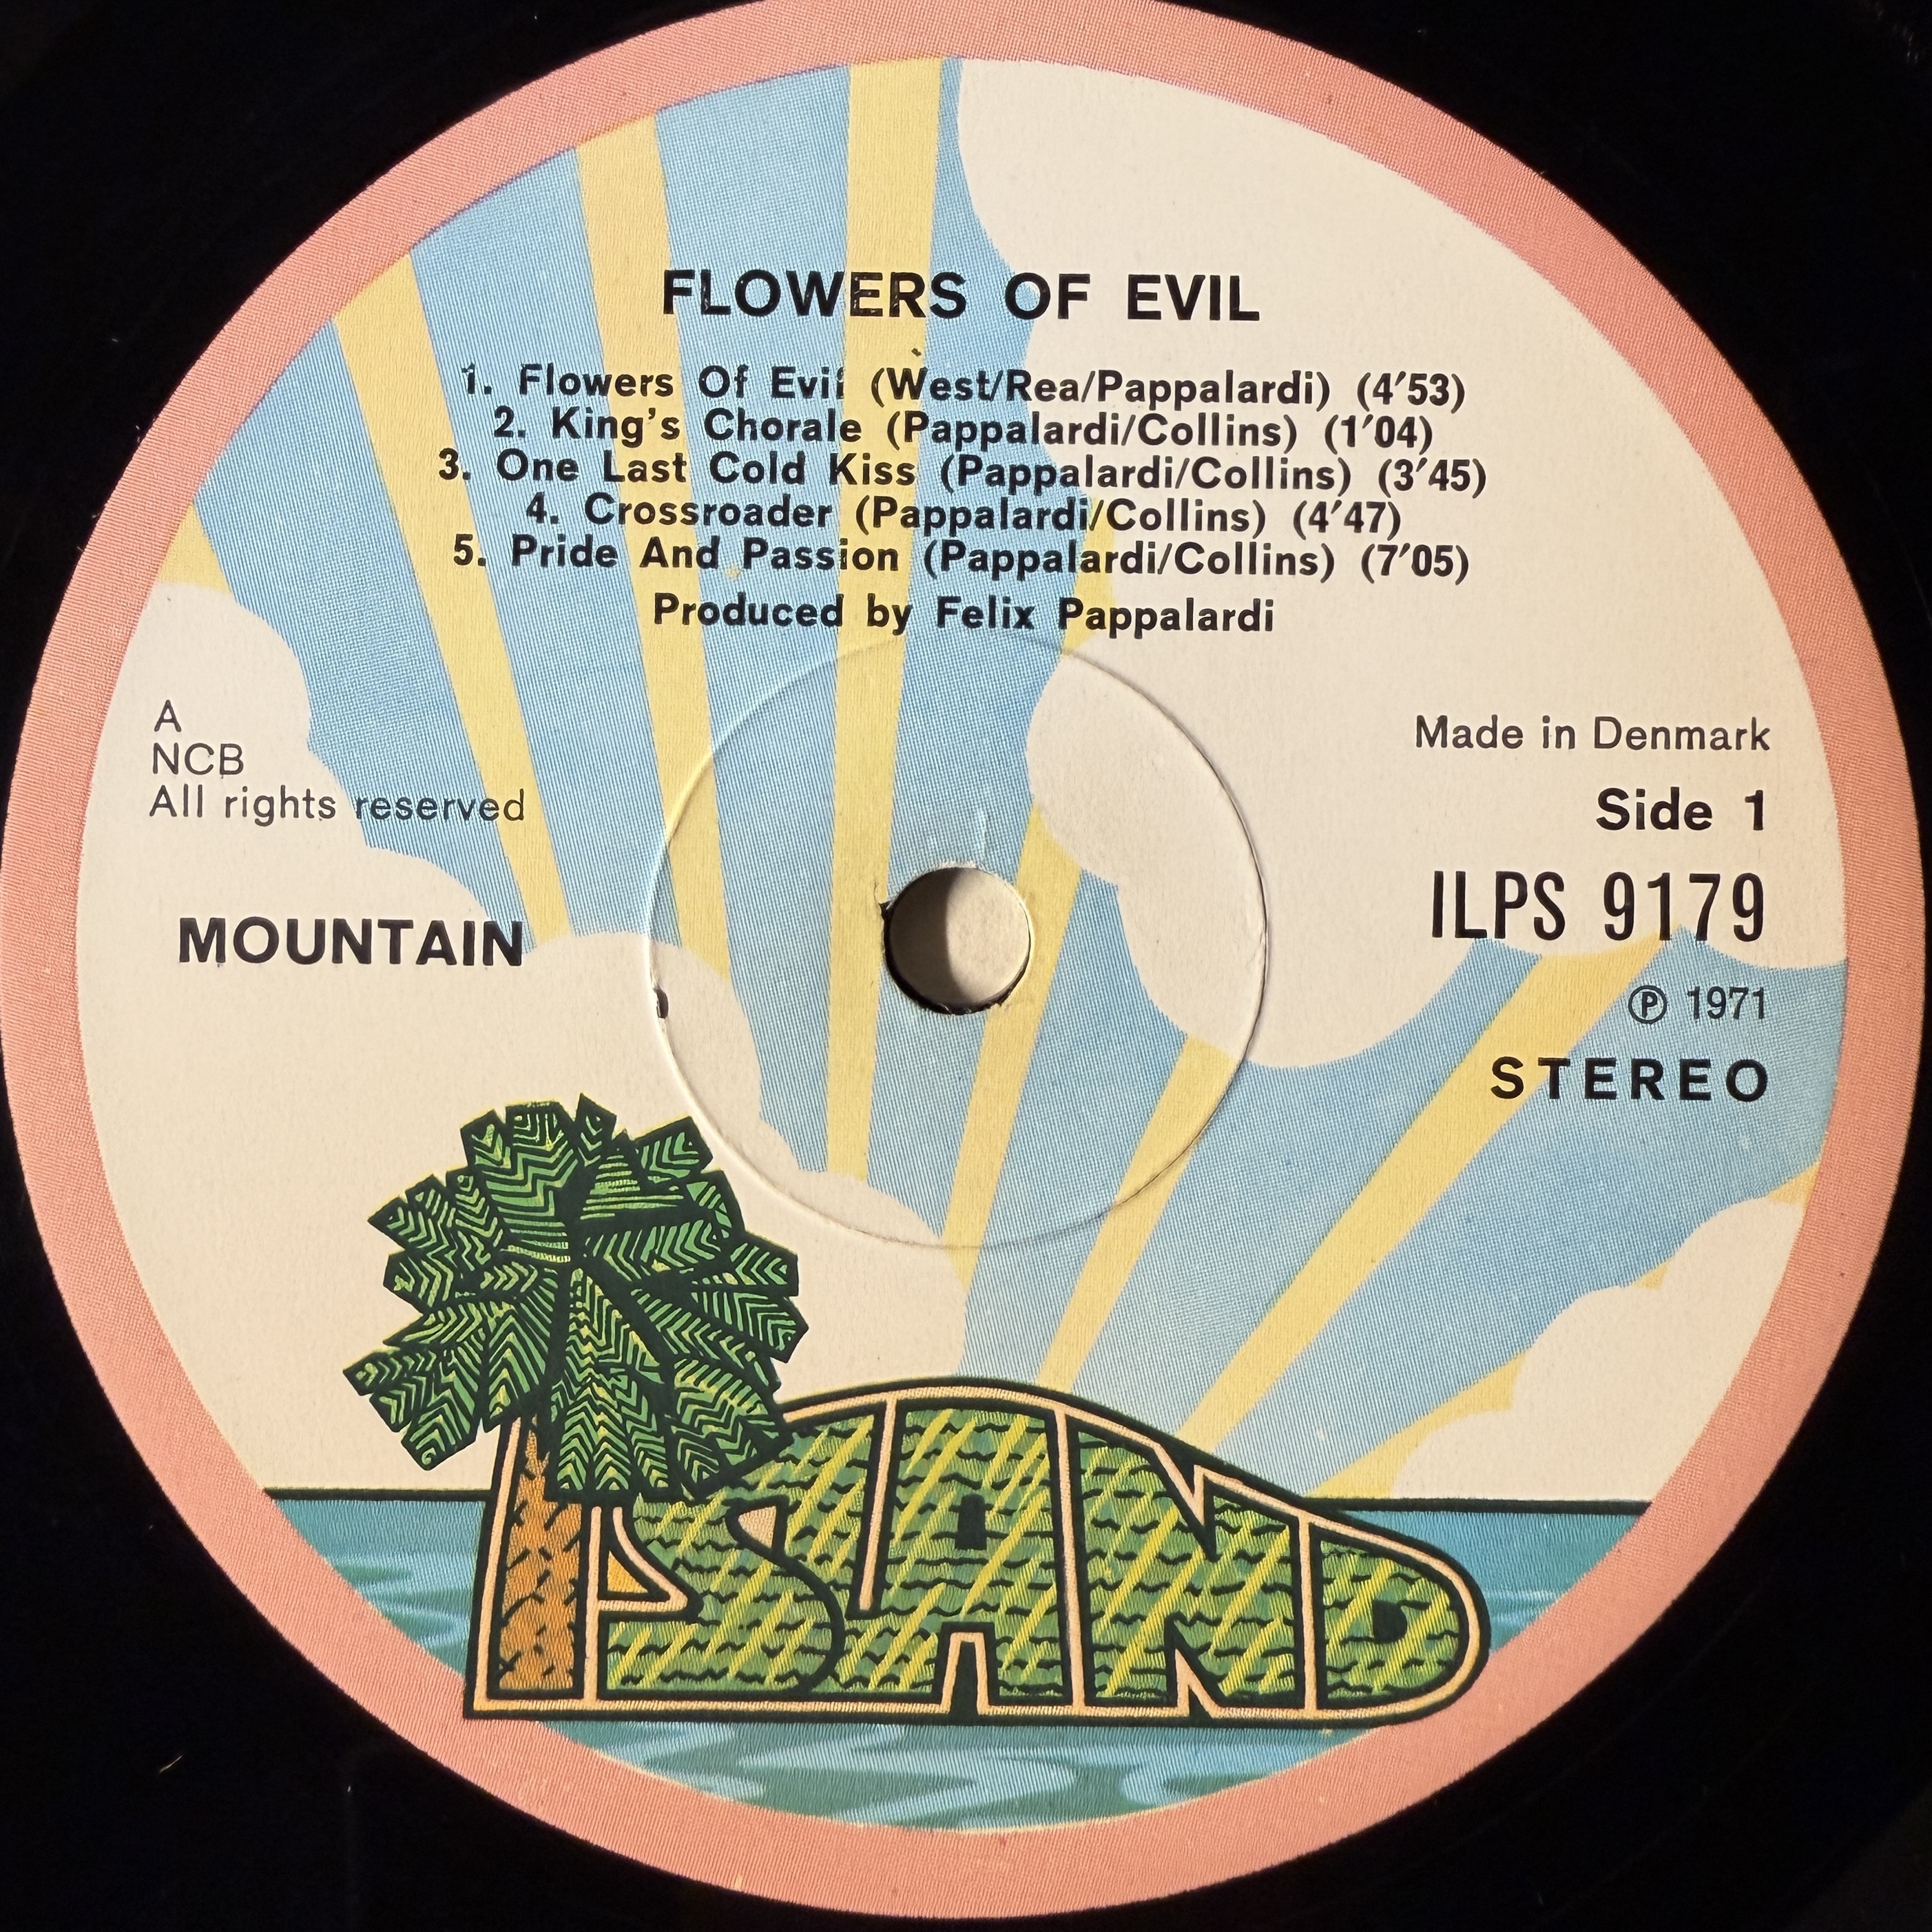 FLOWERS OF EVIL
1. Flowers Of Evil (West/Rea/Pappalardi) (4'53)
2. King's Chorale (Pappalardi/Collins) (1'04)
3. One Last Cold Kiss (Pappalardi/Collins) (3'45)
4. Crossroader (Pappalardi/Collins) (4'47)
5. Pride And Passion (Pappalardi/Collins) (7'05)
Produced by Felix Pappalardi
A
NCB
All rights reserved
MOUNTAIN
Made in Denmark
Side 1
ILPS 9179
℗ 1971
STEREO
ISLAND